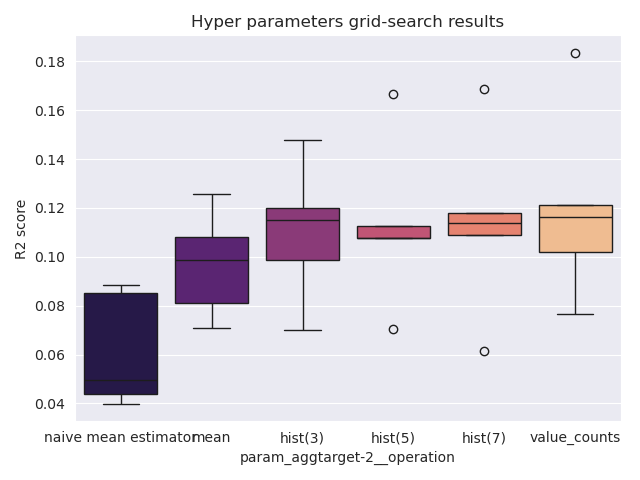 Hyper parameters grid-search results
R2 score
0.18
0.16
0.14
0.12
0.10
0.08
0.06
0.04
naive mean estimator
mean
hist(3)
hist(5)
hist(7)
value_counts
param_aggtarget-2__operation